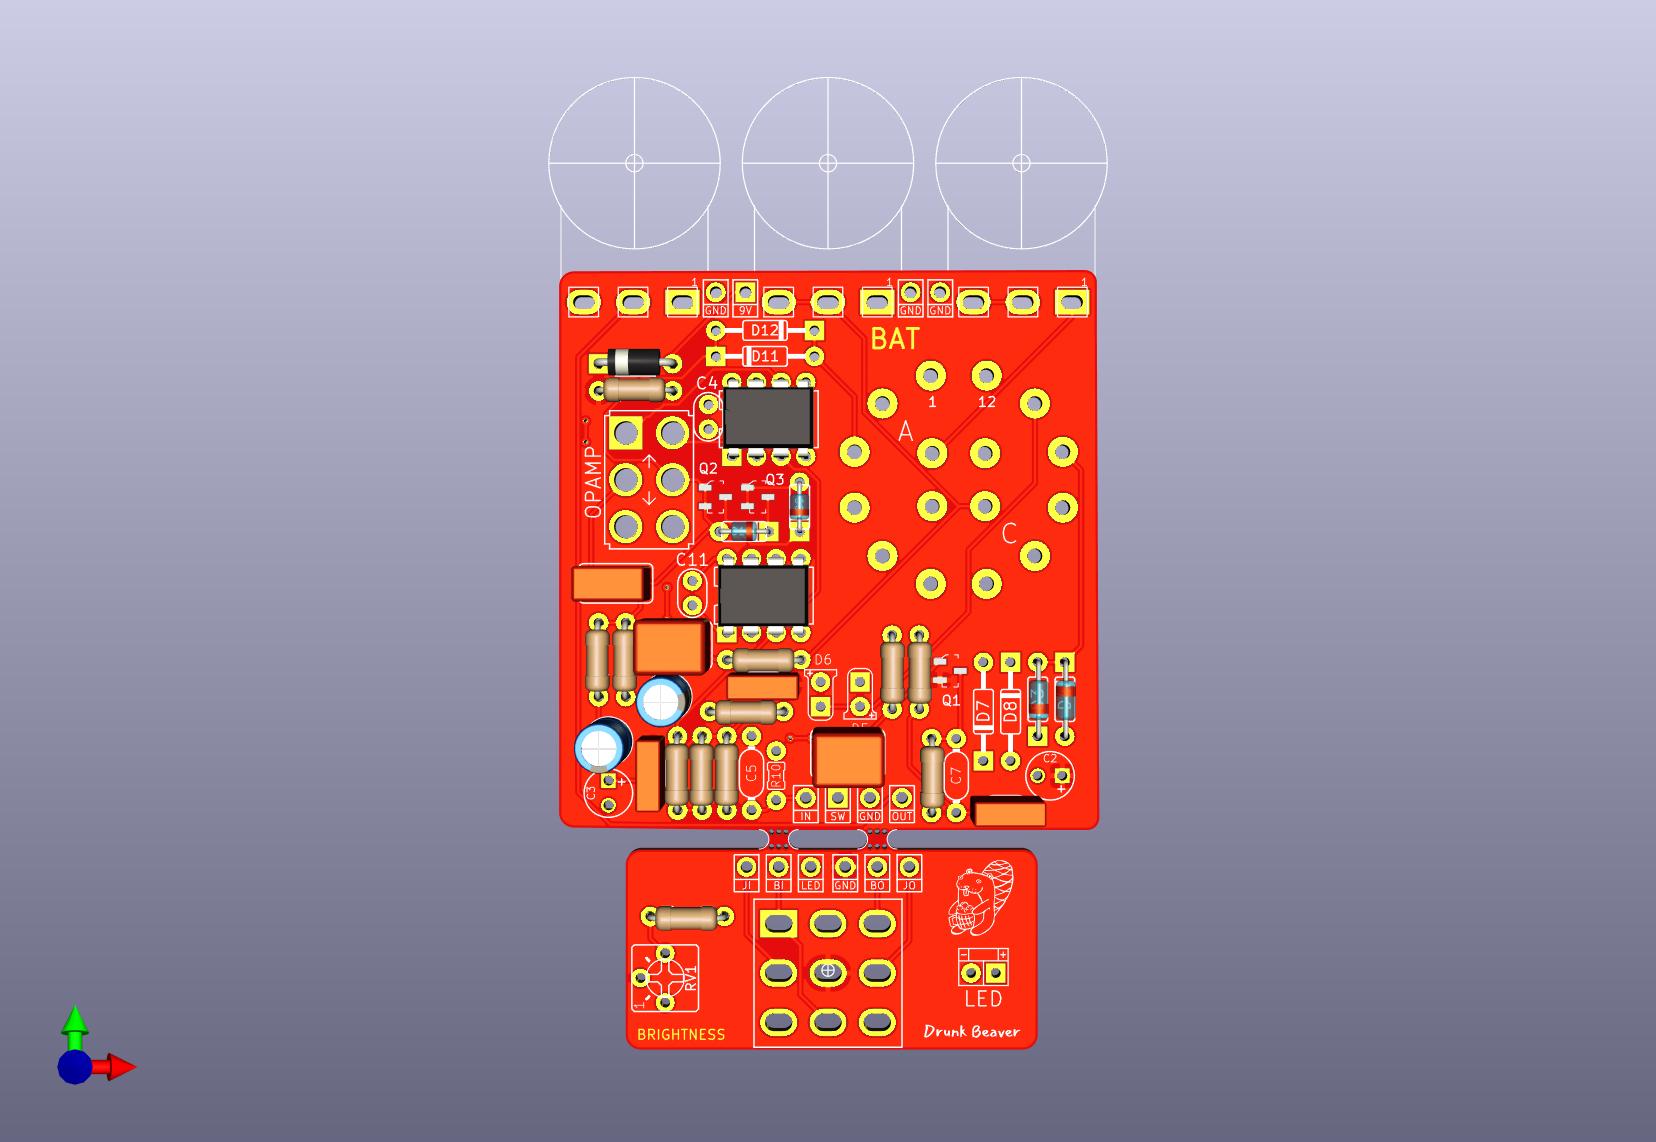 1
1
1
GND
9V
GND
GND
D12
BAT
D11
C4
1
12
A
OPAMP
Q2
Q3
C
C11
D6
Q1
D7
D8
C2
C3
C5
R10
C7
IN
SW
GND
OUT
JI
BI
LED
GND
BO
JO
RV1
1
LED
BRIGHTNESS
Drunk Beaver